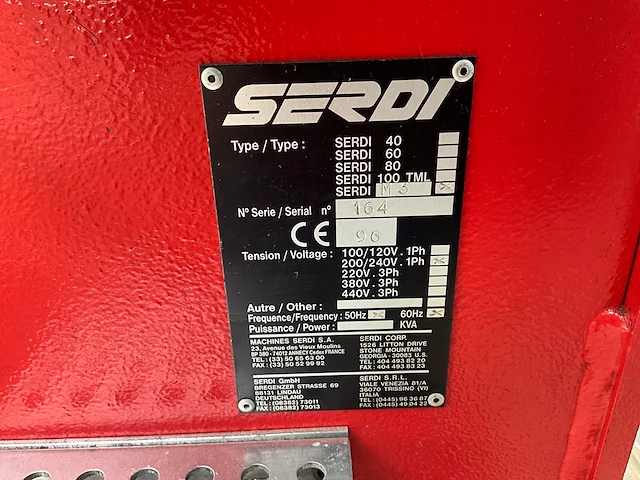 SERDI
Type / Type :
SERDI 40
SERDI 60
SERDI 80
SERDI 100 TML
SERDI M 3 X
N° Serie / Serial n° 164
CE 96
Tension / Voltage :
100/120V.1Ph
200/240V.1Ph X
220V.3Ph
380V.3Ph
440V.3Ph
Autre / Other :
Frequence/Frequency : 50Hz X 60Hz X
Puissance / Power : KVA
MACHINES SERDI S.A.
23, Avenue des Vieux Moulins
BP 380 - 74012 ANNECY Cedex FRANCE
TEL : (33) 50 65 63 00
FAX : (33) 50 52 99 92
SERDI CORP.
1526 LITTON DRIVE
STONE MOUNTAIN
GEORGIA - 30083 U.S.
TEL : 404 493 82 20
FAX : 404 493 83 23
SERDI GmbH
BREGENZER STRASSE 69
88131 LINDAU
DEUTSCHLAND
TEL : (08382) 73011
FAX : (08382) 73013
SERDI S.R.L.
VIALE VENEZIA 81/A
36070 TRISSINO (VI)
ITALIA
TEL : (0445) 96 36 87
FAX : (0445) 49 04 22